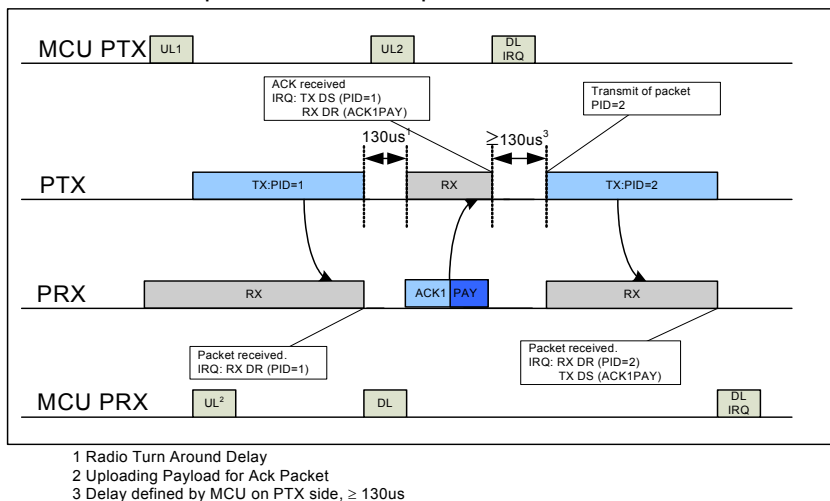 MCU PTX
UL1
UL2
DL
IRQ
ACK received
IRQ: TX DS (PID=1)
RX DR (ACK1PAY)
Transmit of packet
PID=2
130us¹
≥130us³
PTX
TX:PID=1
RX
TX:PID=2
PRX
RX
ACK1 PAY
RX
Packet received.
IRQ: RX DR (PID=1)
Packet received.
IRQ: RX DR (PID=2)
TX DS (ACK1PAY)
MCU PRX
UL²
DL
DL
IRQ
1 Radio Turn Around Delay
2 Uploading Payload for Ack Packet
3 Delay defined by MCU on PTX side, ≥ 130us